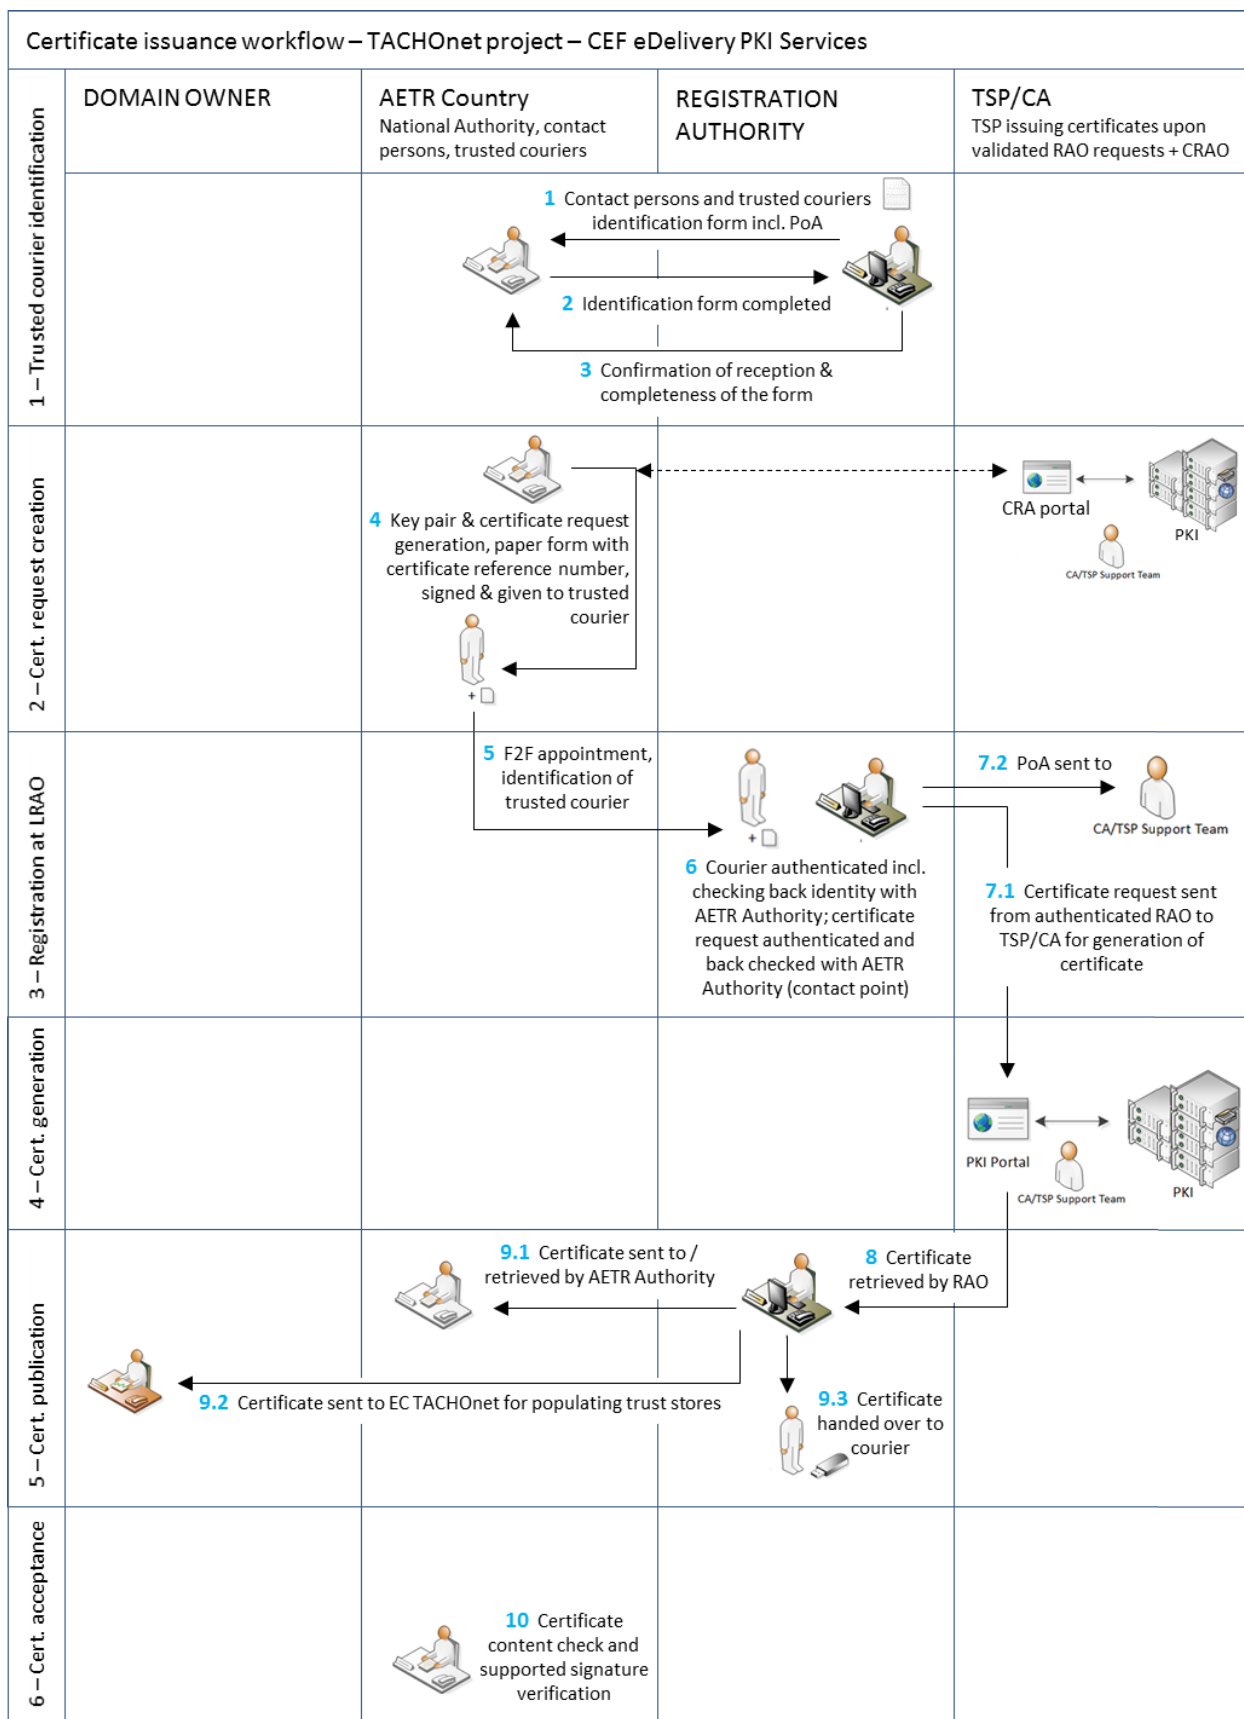 Certificate issuance workflow – TACHOnet project – CEF eDelivery PKI Services
DOMAIN OWNER
AETR Country
National Authority, contact
persons, trusted couriers
REGISTRATION
AUTHORITY
TSP/CA
TSP issuing certificates upon
validated RAO requests + CRAO
1 – Trusted courier identification
1 Contact persons and trusted couriers
identification form incl. PoA
2 Identification form completed
3 Confirmation of reception &
completeness of the form
2 – Cert. request creation
4 Key pair & certificate request
generation, paper form with
certificate reference number,
signed & given to trusted
courier
+
CRA portal
PKI
CA/TSP Support Team
3 – Registration at LRAO
5 F2F appointment,
identification of
trusted courier
+
6 Courier authenticated incl.
checking back identity with
AETR Authority; certificate
request authenticated and
back checked with AETR
Authority (contact point)
7.2 PoA sent to
CA/TSP Support Team
7.1 Certificate request sent
from authenticated RAO to
TSP/CA for generation of
certificate
4 – Cert. generation
PKI Portal
CA/TSP Support Team
PKI
5 – Cert. publication
9.1 Certificate sent to /
retrieved by AETR Authority
8 Certificate
retrieved by RAO
9.2 Certificate sent to EC TACHOnet for populating trust stores
9.3 Certificate
handed over to
courier
6 – Cert. acceptance
10 Certificate
content check and
supported signature
verification